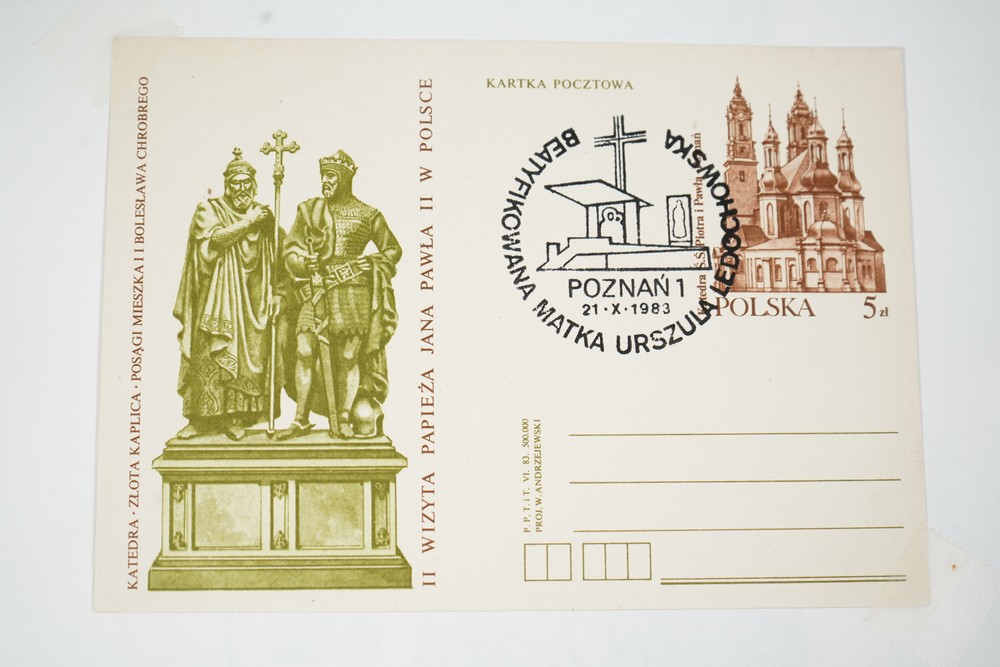 KATEDRA · ZŁOTA KAPLICA · POSĄGI MIESZKA I I BOLESŁAWA CHROBREGO
II WIZYTA PAPIEŻA JANA PAWŁA II W POLSCE
KARTKA POCZTOWA
BEATYFIKOWANA MATKA URSZULA LEDÓCHOWSKA
POZNAŃ 1
21·X·1983
Katedra Ś.Ś. Piotra i Pawła
POLSKA 5 zł
P. P. T. i T. VI. 83. 500.000
PROJ. W. ANDRZEJEWSKI